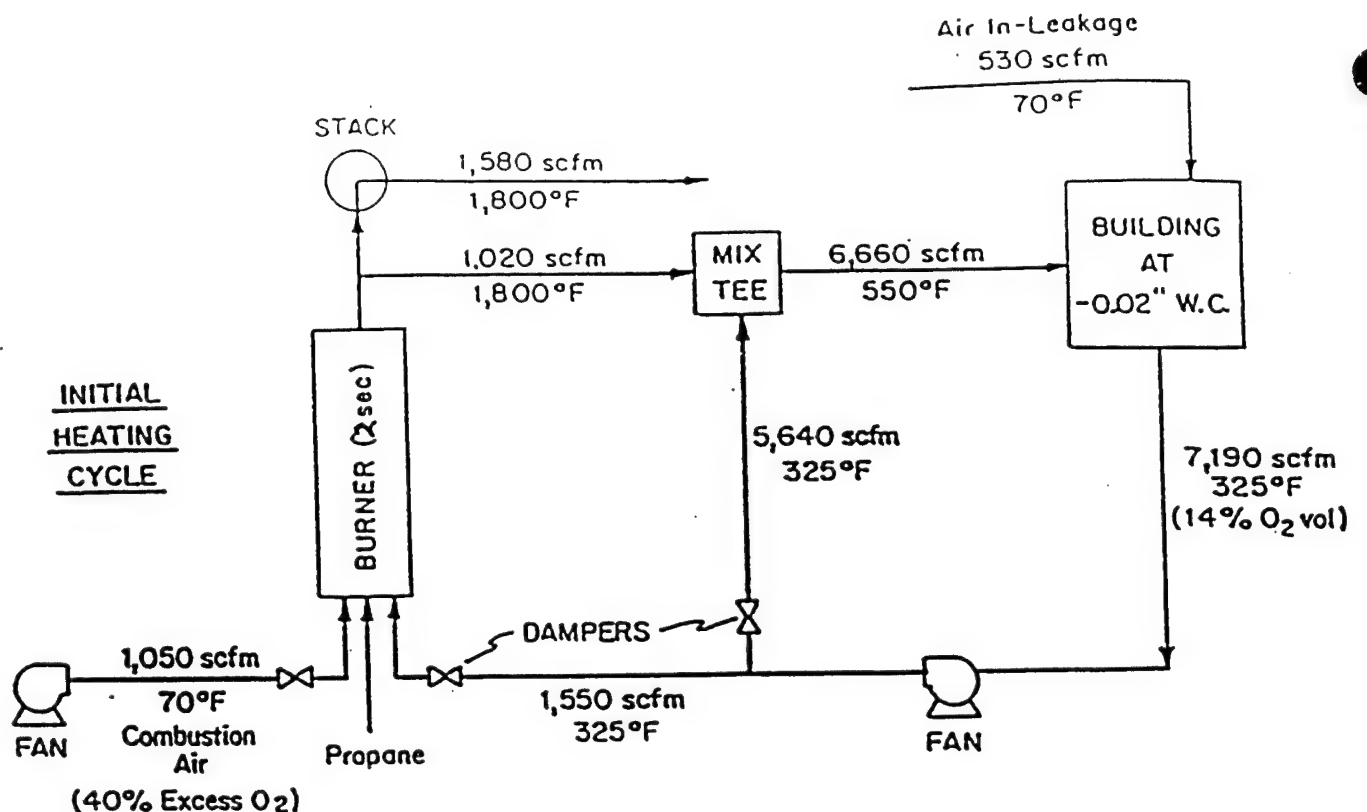 Air In-Leakage
530 scfm
70°F
STACK
1,580 scfm
1,800°F
1,020 scfm
1,800°F
MIX
TEE
6,660 scfm
550°F
BUILDING
AT
-0.02" W.C.
INITIAL
HEATING
CYCLE
BURNER (2sec)
5,640 scfm
325°F
7,190 scfm
325°F
(14% O2 vol)
DAMPERS
1,050 scfm
70°F
Combustion
Air
(40% Excess O2)
FAN
Propane
1,550 scfm
325°F
FAN